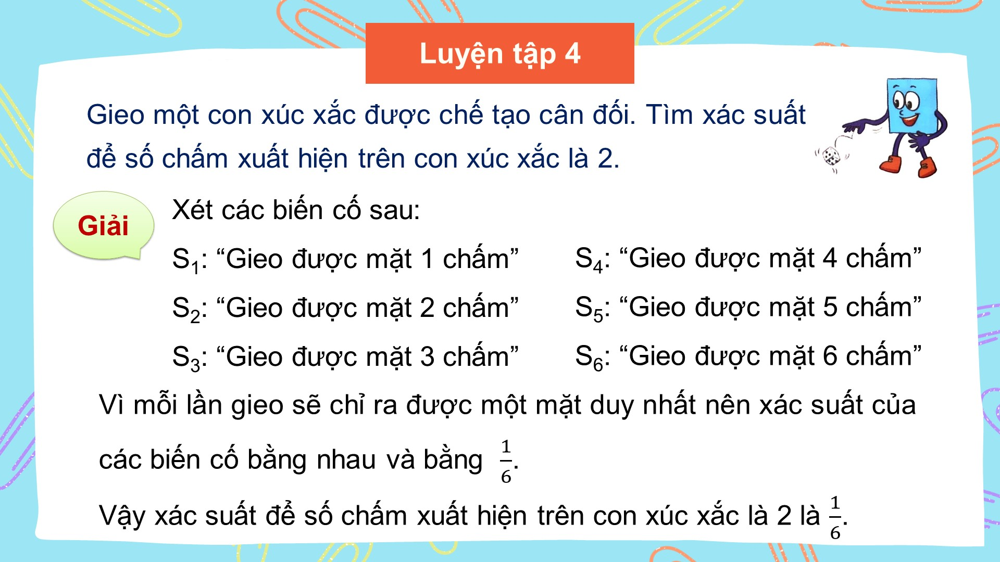 Luyện tập 4
Gieo một con xúc xắc được chế tạo cân đối. Tìm xác suất
để số chấm xuất hiện trên con xúc xắc là 2.
Giải
Xét các biến cố sau:
S₁: “Gieo được mặt 1 chấm”
S₂: “Gieo được mặt 2 chấm”
S₃: “Gieo được mặt 3 chấm”
S₄: “Gieo được mặt 4 chấm”
S₅: “Gieo được mặt 5 chấm”
S₆: “Gieo được mặt 6 chấm”
Vì mỗi lần gieo sẽ chỉ ra được một mặt duy nhất nên xác suất của
các biến cố bằng nhau và bằng 1/6.
Vậy xác suất để số chấm xuất hiện trên con xúc xắc là 2 là 1/6.